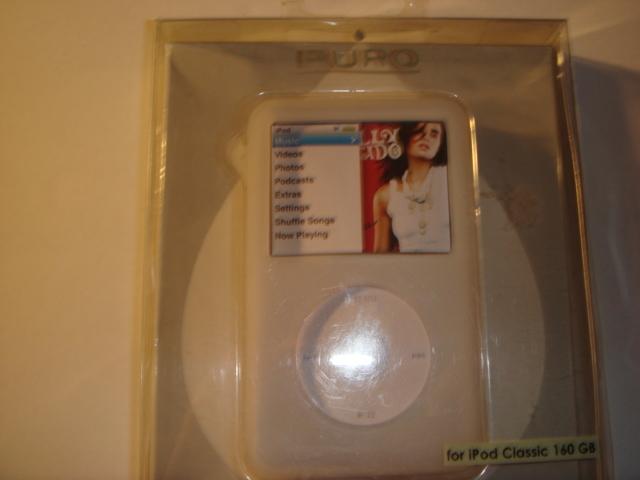 PURO
iPod
Music
Videos
Photos
Podcasts
Extras
Settings
Shuffle Songs
Now Playing
for iPod Classic 160 GB